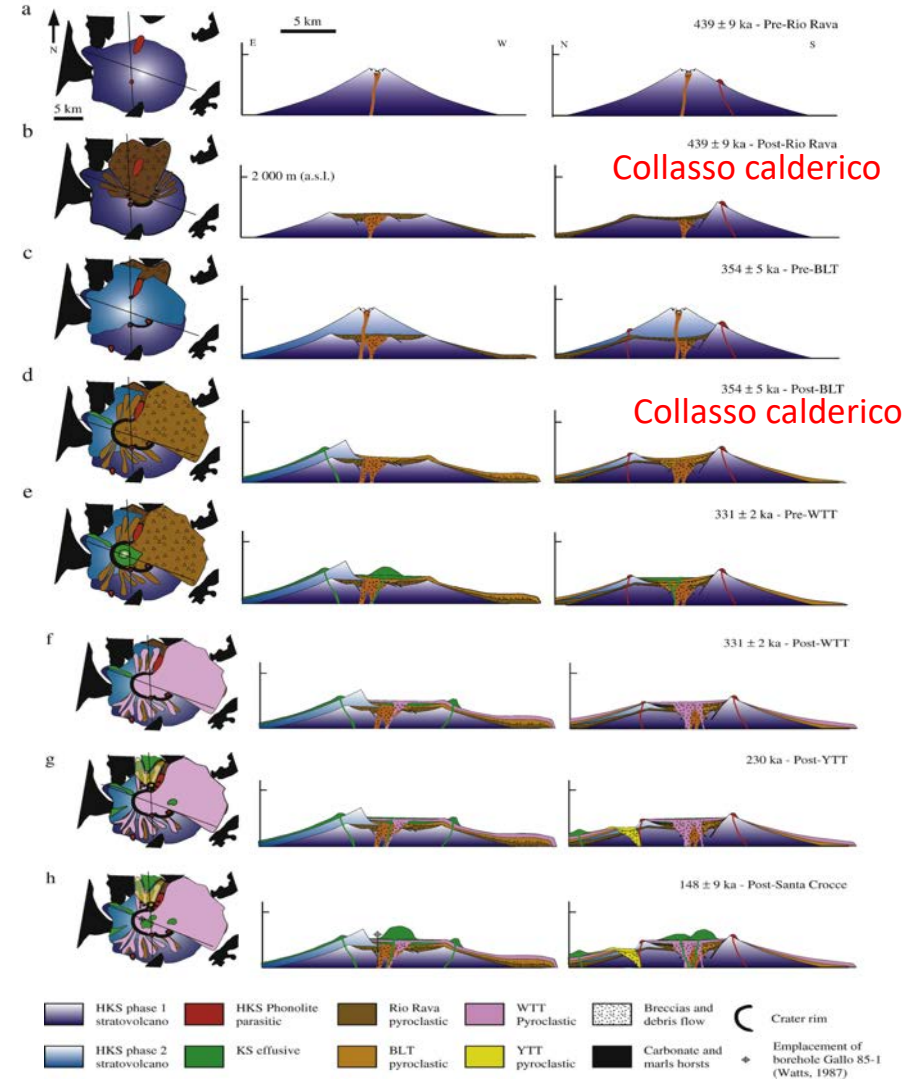 a
N
5 km
5 km
E
W
N
S
439 ± 9 ka - Pre-Rio Rava
b
2 000 m (a.s.l.)
439 ± 9 ka - Post-Rio Rava
Collasso calderico
c
354 ± 5 ka - Pre-BLT
d
354 ± 5 ka - Post-BLT
Collasso calderico
e
331 ± 2 ka - Pre-WTT
f
331 ± 2 ka - Post-WTT
g
230 ka - Post-YTT
h
148 ± 9 ka - Post-Santa Crocce
HKS phase 1
stratovolcano
HKS Phonolite
parasitic
Rio Rava
pyroclastic
WTT
Pyroclastic
Breccias and
debris flow
Crater rim
HKS phase 2
stratovolcano
KS effusive
BLT
pyroclastic
YTT
pyroclastic
Carbonate and
marls horsts
Emplacement of
borehole Gallo 85-1
(Watts, 1987)